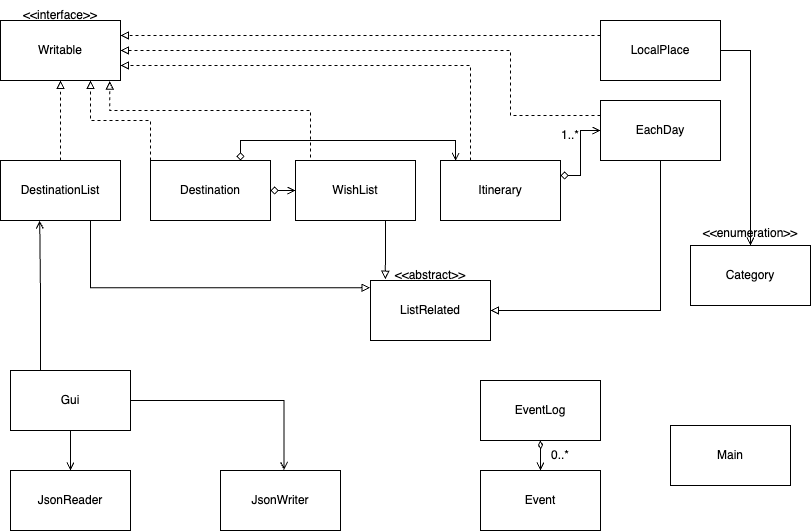 <<interface>>
Writable
LocalPlace
EachDay
1..*
DestinationList
Destination
WishList
Itinerary
<<enumeration>>
Category
<<abstract>>
ListRelated
Gui
EventLog
0..*
Main
JsonReader
JsonWriter
Event